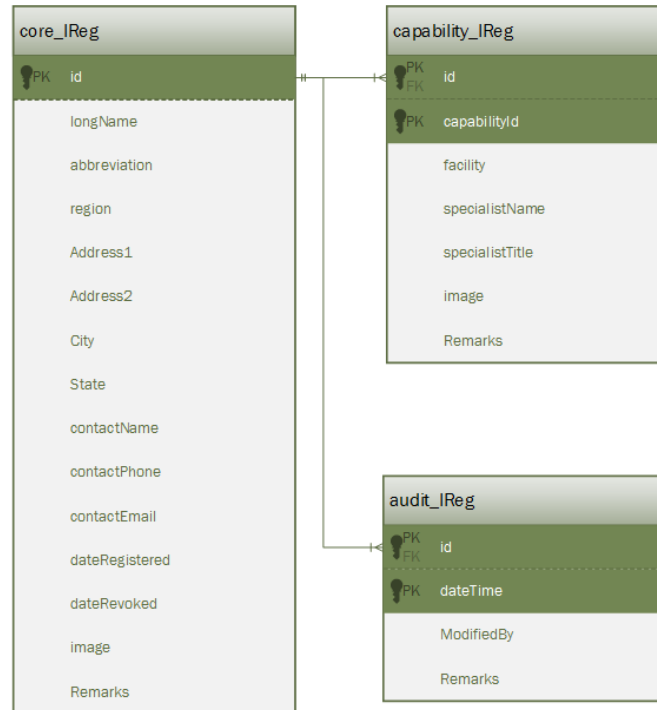 core_IReg
PK id
longName
abbreviation
region
Address1
Address2
City
State
contactName
contactPhone
contactEmail
dateRegistered
dateRevoked
image
Remarks
capability_IReg
PK
FK
id
PK capabilityId
facility
specialistName
specialistTitle
image
Remarks
audit_IReg
PK
FK
id
PK dateTime
ModifiedBy
Remarks